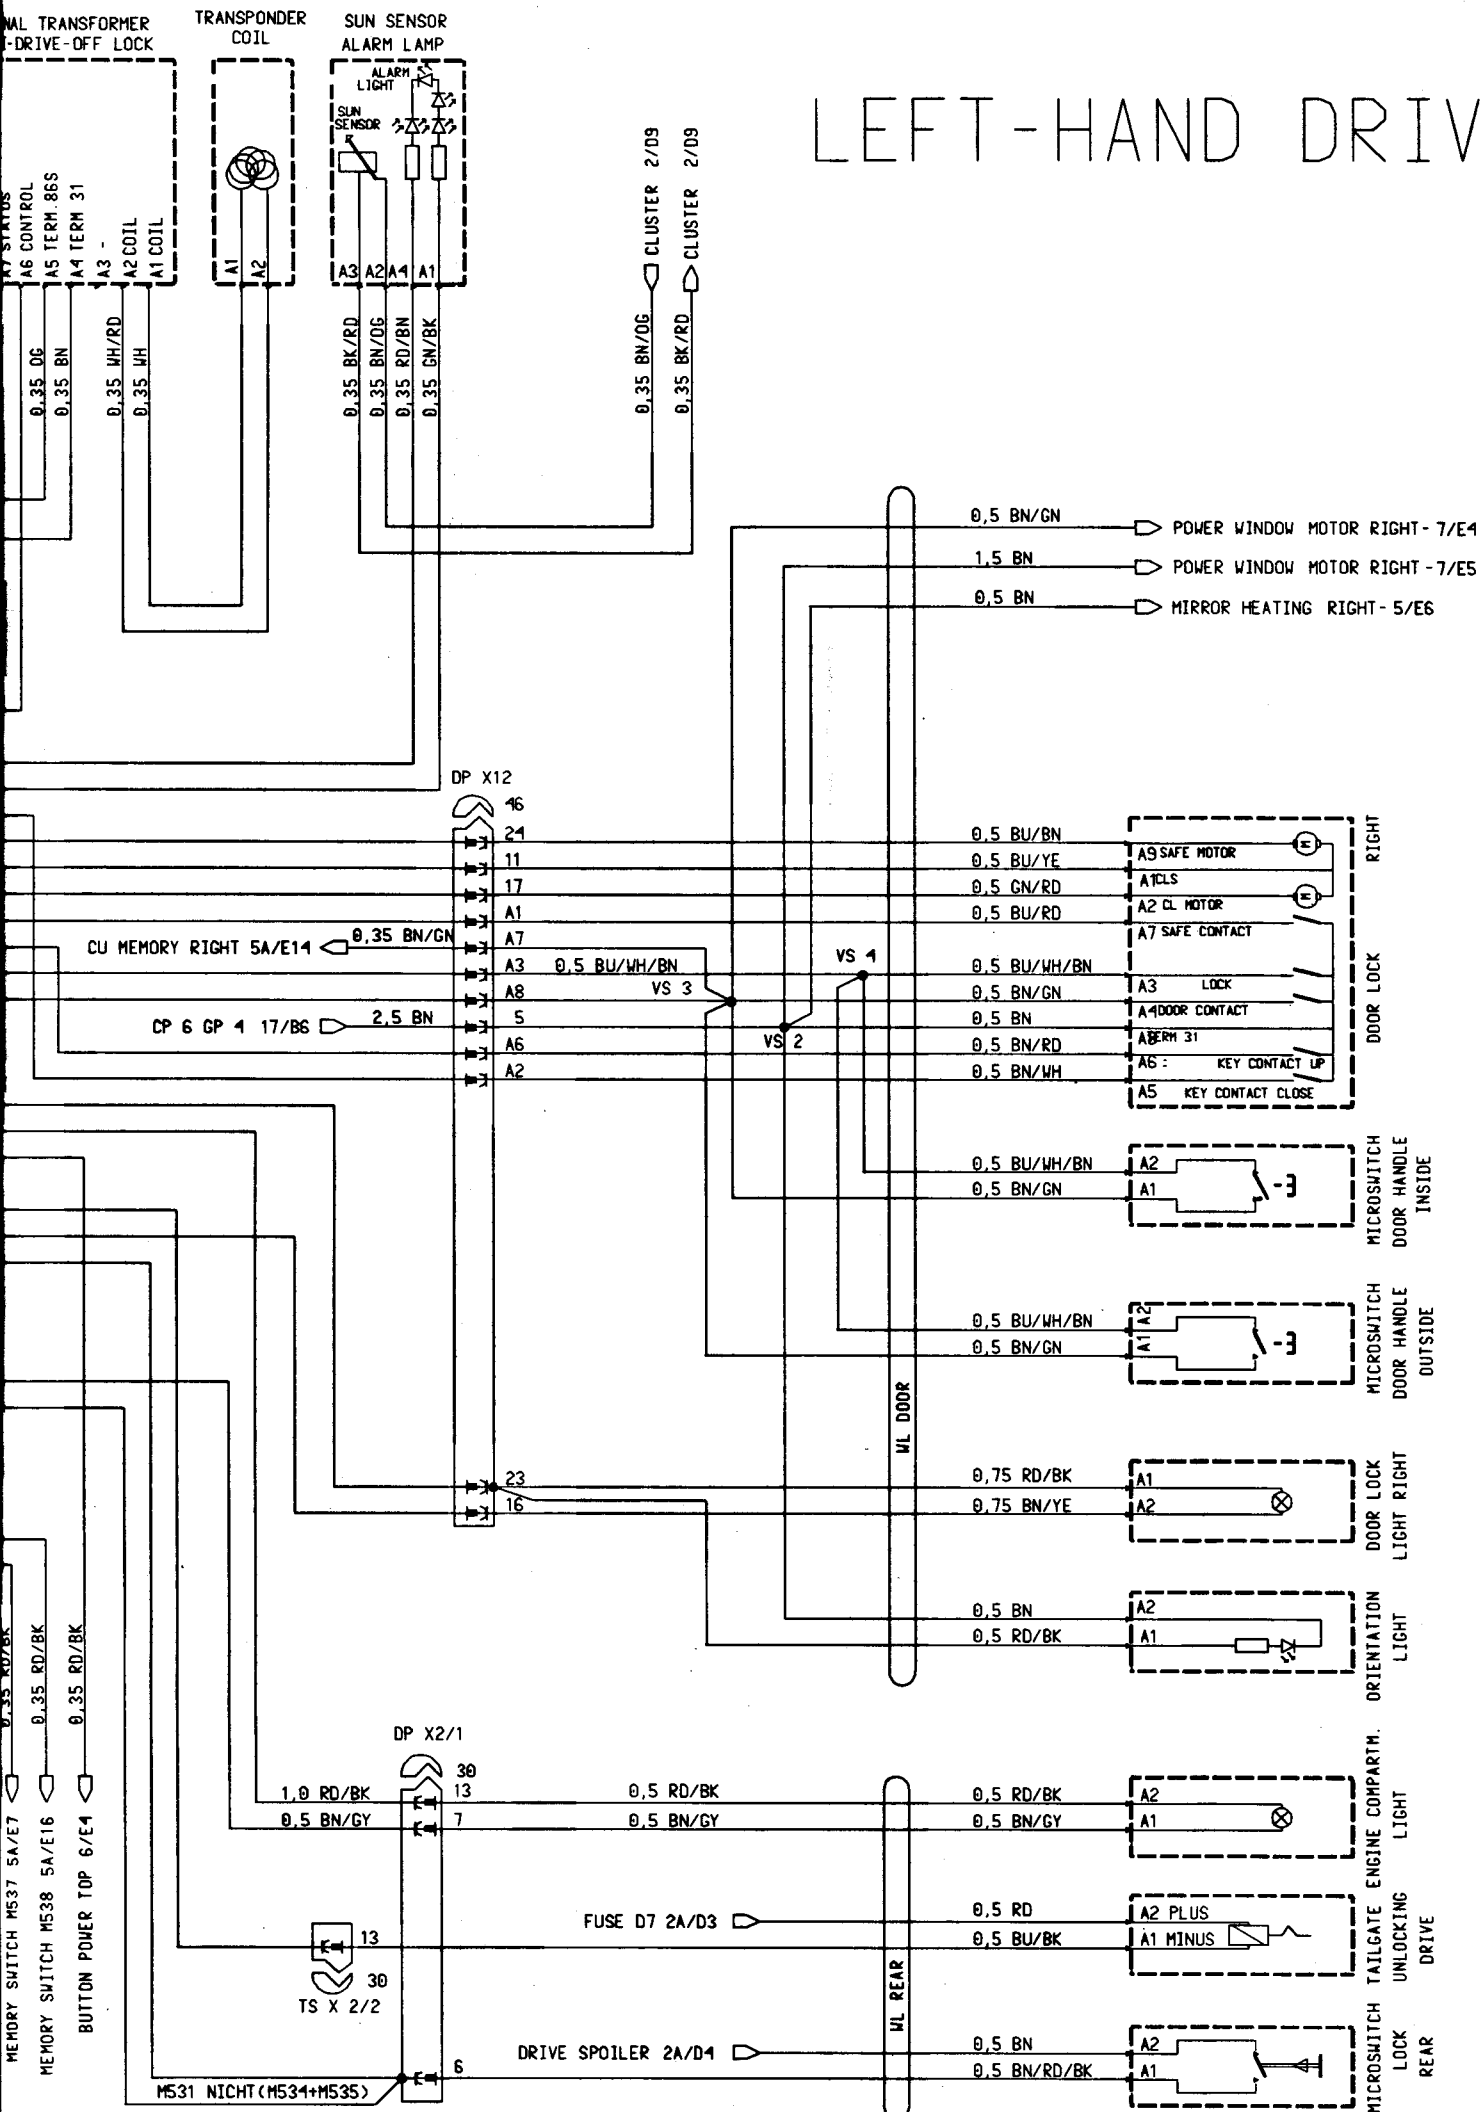 TRANSFORMER
-DRIVE-OFF LOCK
TRANSPONDER
COIL
SUN SENSOR
ALARM LAMP
LEFT-HAND DRIV
ALARM
LIGHT
SUN
SENSOR
A6 CONTROL
A5 TERM.86S
A4 TERM 31
A3 -
A2 COIL
A1 COIL
A1
A2
A3
A2
A4
A1
CLUSTER 2/D9
CLUSTER 2/D9
0,35 OG
0,35 BN
0,35 WH/RD
0,35 WH
0,35 BK/RD
0,35 BN/OG
0,35 RD/BN
0,35 GN/BK
0,35 BN/OG
0,35 BK/RD
0,5 BN/GN
POWER WINDOW MOTOR RIGHT- 7/E4
1,5 BN
POWER WINDOW MOTOR RIGHT -7/E5
0,5 BN
MIRROR HEATING RIGHT- 5/E6
DP X12
46
24
0,5 BU/BN
A9 SAFE MOTOR
M
11
0,5 BU/YE
A1CLS
17
0,5 GN/RD
A2 CL MOTOR
M
A1
0,5 BU/RD
A7 SAFE CONTACT
CU MEMORY RIGHT 5A/E14
0,35 BN/GN
A7
A3
0,5 BU/WH/BN
VS 4
0,5 BU/WH/BN
A3
LOCK
A8
VS 3
0,5 BN/GN
A4DOOR CONTACT
CP 6 GP 4 17/B6
2,5 BN
5
VS 2
0,5 BN
A8TERM 31
A6
0,5 BN/RD
A6 :
KEY CONTACT UP
A2
0,5 BN/WH
A5
KEY CONTACT CLOSE
DOOR LOCK
RIGHT
0,5 BU/WH/BN
A2
0,5 BN/GN
A1
MICROSWITCH
DOOR HANDLE
INSIDE
0,5 BU/WH/BN
A2
0,5 BN/GN
A1
MICROSWITCH
DOOR HANDLE
OUTSIDE
WL DOOR
23
0,75 RD/BK
A1
16
0,75 BN/YE
A2
DOOR LOCK
LIGHT RIGHT
0,5 BN
A2
0,5 RD/BK
A1
ORIENTATION
LIGHT
0,35 RD/BK
0,35 RD/BK
0,35 RD/BK
MEMORY SWITCH M537 5A/E7
MEMORY SWITCH M538 5A/E16
BUTTON POWER TOP 6/E4
DP X2/1
30
1,0 RD/BK
13
0,5 RD/BK
0,5 RD/BK
A2
0,5 BN/GY
7
0,5 BN/GY
0,5 BN/GY
A1
ENGINE COMPARTM.
LIGHT
FUSE D7 2A/D3
0,5 RD
A2 PLUS
13
0,5 BU/BK
A1 MINUS
30
TS X 2/2
TAILGATE
UNLOCKING
DRIVE
WL REAR
DRIVE SPOILER 2A/D4
0,5 BN
A2
6
0,5 BN/RD/BK
A1
M531 NICHT(M534+M535)
MICROSWITCH
LOCK
REAR